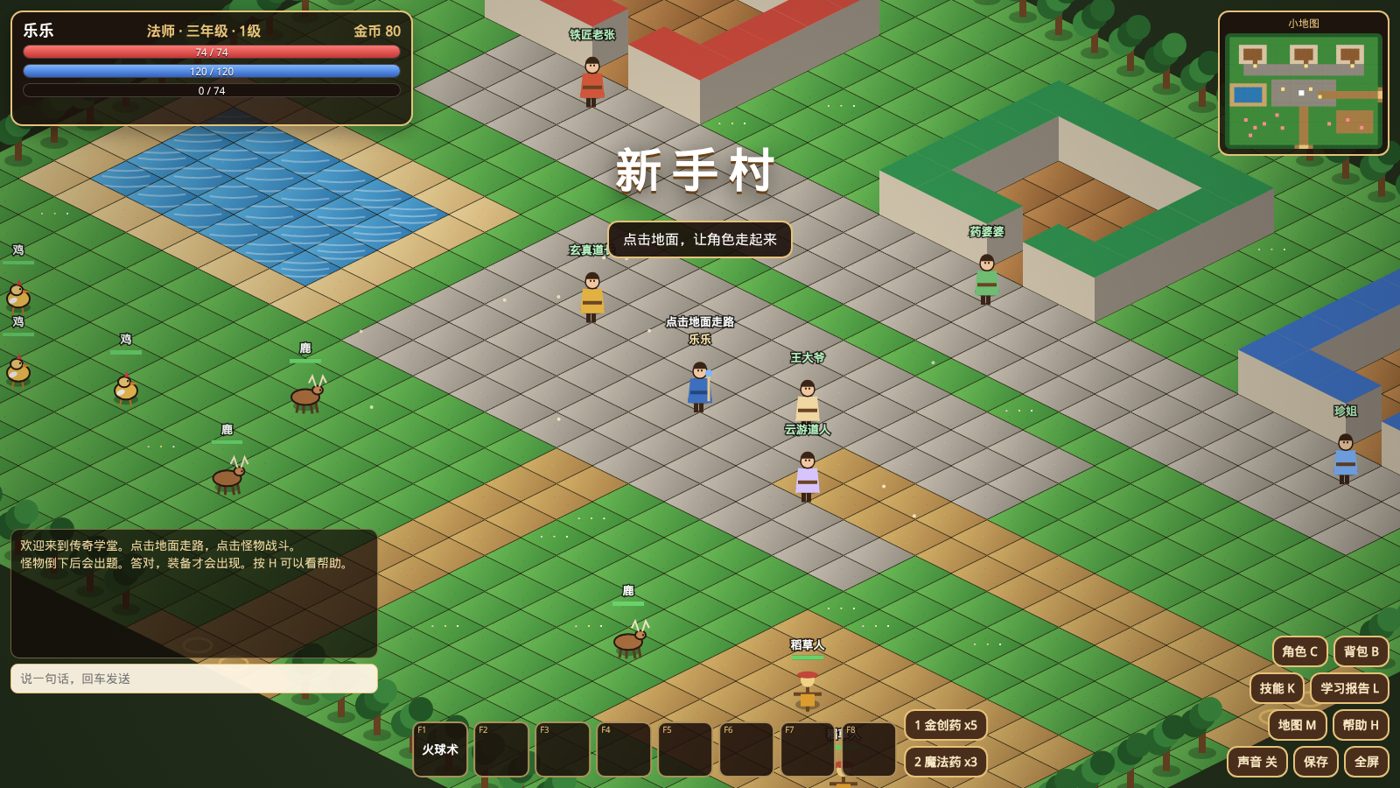 乐乐 法师 · 三年级 · 1级 金币 80
74 / 74
120 / 120
0 / 74
小地图
铁匠老张
新手村
点击地面，让角色走起来
药婆婆
玄真道
鸡
鸡
鸡
鹿
点击地面走路
乐乐
王大爷
云游道人
珍姐
鹿
欢迎来到传奇学堂。点击地面走路，点击怪物战斗。
怪物倒下后会出题。答对，装备才会出现。按 H 可以看帮助。
说一句话，回车发送
鹿
稻草人
F1 火球术
F2
F3
F4
F5
F6
F7
F8
1 金创药 x5
2 魔法药 x3
角色 C
背包 B
技能 K
学习报告 L
地图 M
帮助 H
声音 关
保存
全屏